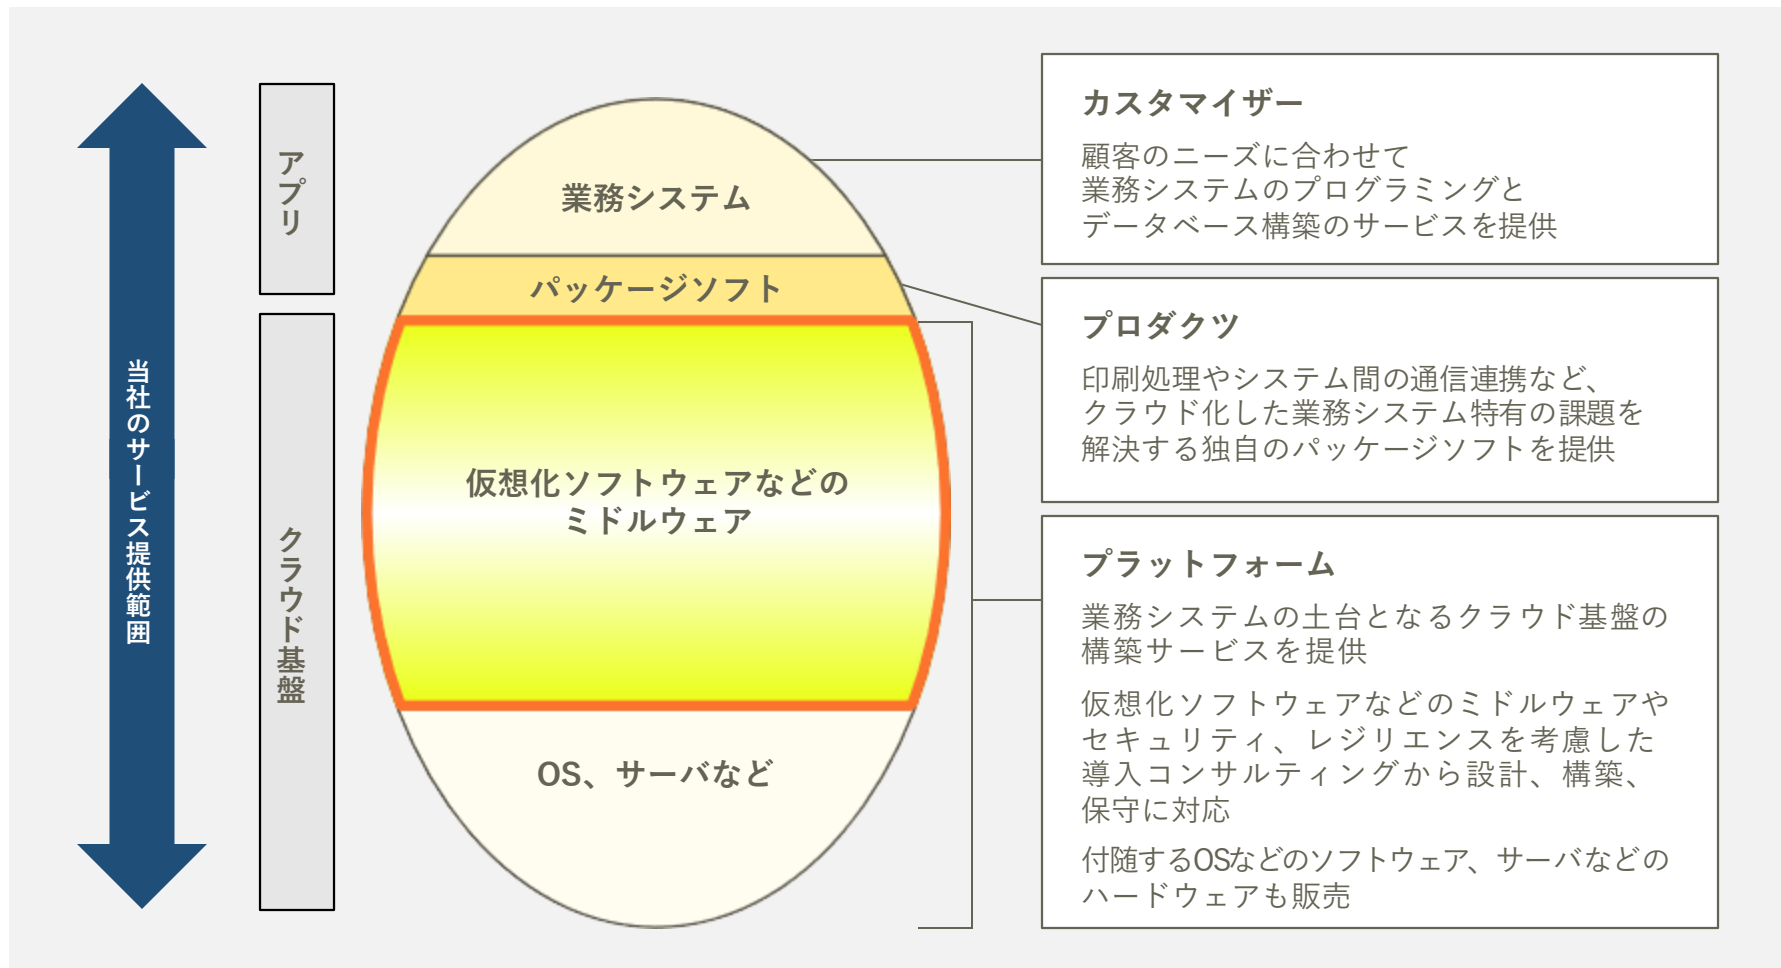 当社のサービス提供範囲
アプリ
クラウド基盤
業務システム
パッケージソフト
仮想化ソフトウェアなどの
ミドルウェア
OS、サーバなど
カスタマイザー
顧客のニーズに合わせて
業務システムのプログラミングと
データベース構築のサービスを提供
プロダクツ
印刷処理やシステム間の通信連携など、
クラウド化した業務システム特有の課題を
解決する独自のパッケージソフトを提供
プラットフォーム
業務システムの土台となるクラウド基盤の
構築サービスを提供
仮想化ソフトウェアなどのミドルウェアや
セキュリティ、レジリエンスを考慮した
導入コンサルティングから設計、構築、
保守に対応
付随するOSなどのソフトウェア、サーバなどの
ハードウェアも販売